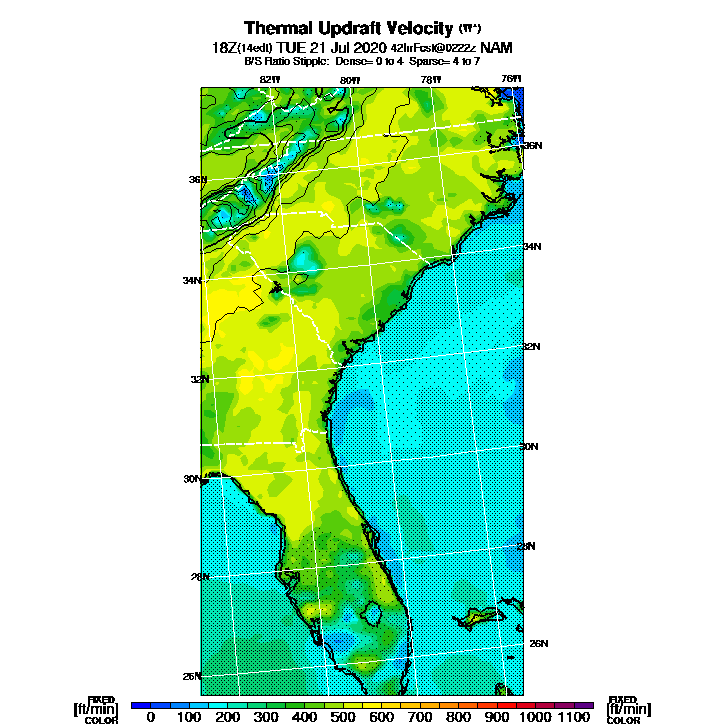 Thermal Updraft Velocity (W*)
18Z(14edt) TUE 21 Jul 2020 42hrFcst@0222z NAM
B/S Ratio Stipple: Dense= 0 to 4 Sparse= 4 to 7
82W 80W 78W 76W
36N
36N
34N
34N
32N
32N
30N
30N
28N
28N
26N
26N
FIXED FIXED
[ft/min] 0 100 200 300 400 500 600 700 800 900 1000 1100 [ft/min]
COLOR COLOR